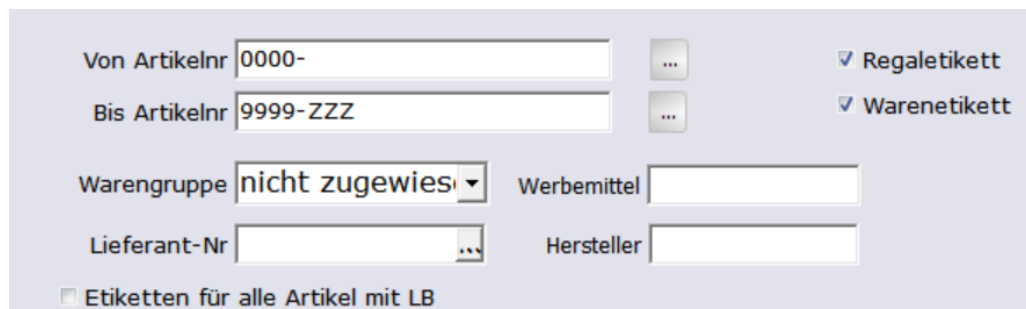 Von Artikelnr 0000- ... Regaletikett
Bis Artikelnr 9999-ZZZ ... Warenetikett
Warengruppe nicht zugewies Werbemittel
Lieferant-Nr ... Hersteller
Etiketten für alle Artikel mit LB